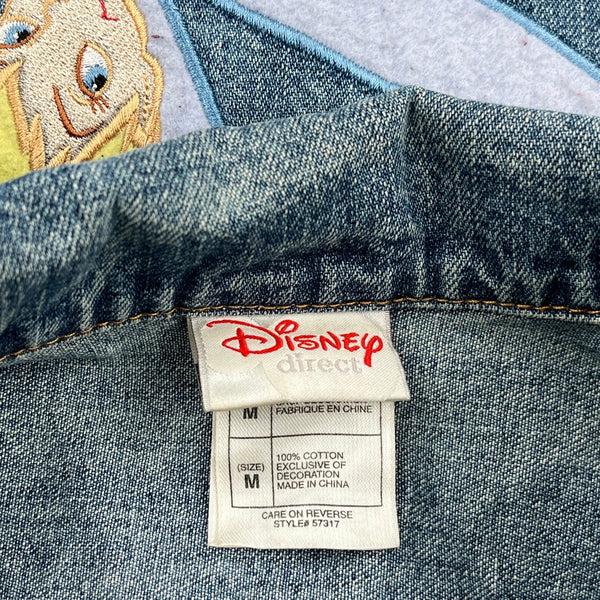 Disney
direct
M
FABRIQUE EN CHINE
(SIZE)
M
100% COTTON
EXCLUSIVE OF
DECORATION
MADE IN CHINA
CARE ON REVERSE
STYLE# 57317